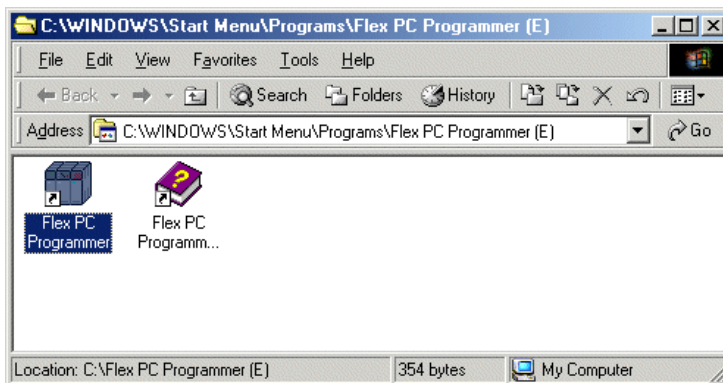 C:\WINDOWS\Start Menu\Programs\Flex PC Programmer (E)
File Edit View Favorites Tools Help
Back Search Folders History
Address C:\WINDOWS\Start Menu\Programs\Flex PC Programmer (E) Go
Flex PC Programmer
Flex PC Programm...
Location: C:\Flex PC Programmer (E) 354 bytes My Computer